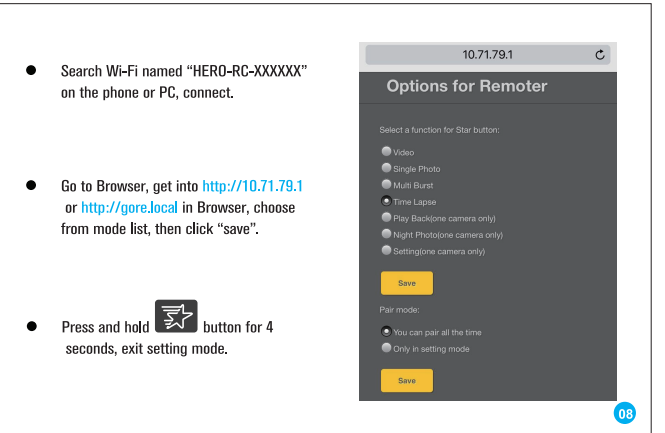 Search Wi-Fi named “HERO-RC-XXXXXX”
on the phone or PC, connect.
Go to Browser, get into http://10.71.79.1
or http://gore.local in Browser, choose
from mode list, then click “save”.
Press and hold button for 4
seconds, exit setting mode.
10.71.79.1
Options for Remoter
Select a function for Star button:
Video
Single Photo
Multi Burst
Time Lapse
Play Back(one camera only)
Night Photo(one camera only)
Setting(one camera only)
Save
Pair mode:
You can pair all the time
Only in setting mode
Save
08